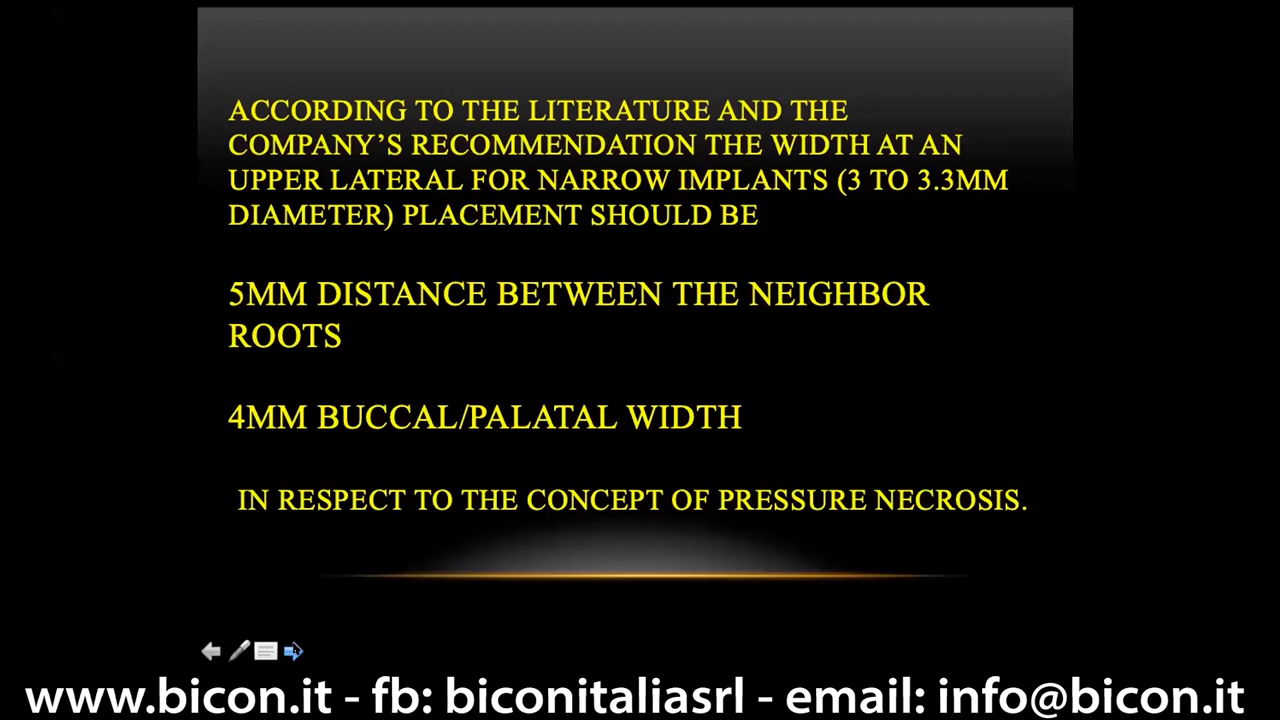 ACCORDING TO THE LITERATURE AND THE
COMPANY’S RECOMMENDATION THE WIDTH AT AN
UPPER LATERAL FOR NARROW IMPLANTS (3 TO 3.3MM
DIAMETER) PLACEMENT SHOULD BE
5MM DISTANCE BETWEEN THE NEIGHBOR
ROOTS
4MM BUCCAL/PALATAL WIDTH
IN RESPECT TO THE CONCEPT OF PRESSURE NECROSIS.
www.bicon.it - fb: biconitaliasrl - email: info@bicon.it